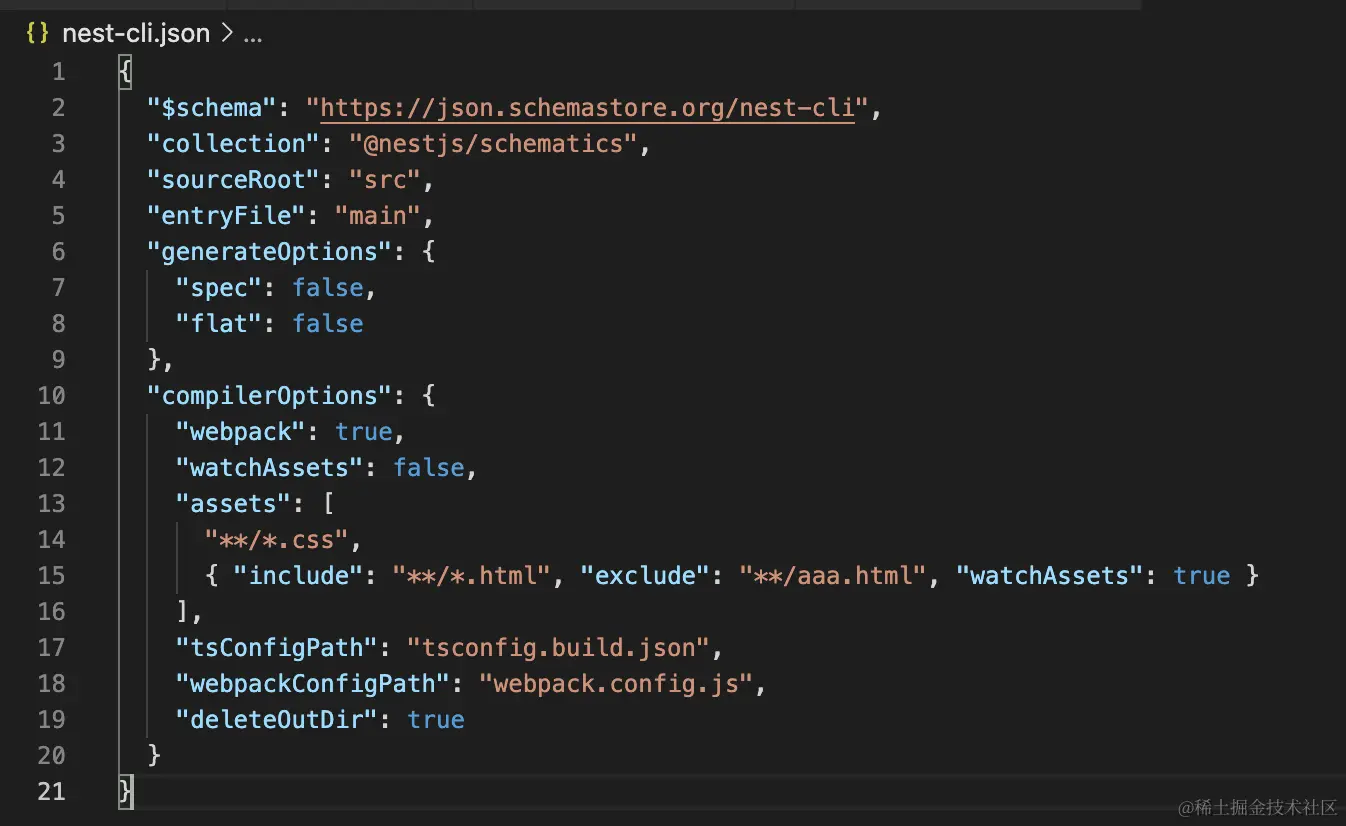 {} nest-cli.json > ...
1 {
2   "$schema": "https://json.schemastore.org/nest-cli",
3   "collection": "@nestjs/schematics",
4   "sourceRoot": "src",
5   "entryFile": "main",
6   "generateOptions": {
7     "spec": false,
8     "flat": false
9   },
10   "compilerOptions": {
11     "webpack": true,
12     "watchAssets": false,
13     "assets": [
14       "**/*.css",
15       { "include": "**/*.html", "exclude": "**/aaa.html", "watchAssets": true }
16     ],
17     "tsConfigPath": "tsconfig.build.json",
18     "webpackConfigPath": "webpack.config.js",
19     "deleteOutDir": true
20   }
21 }
@稀土掘金技术社区